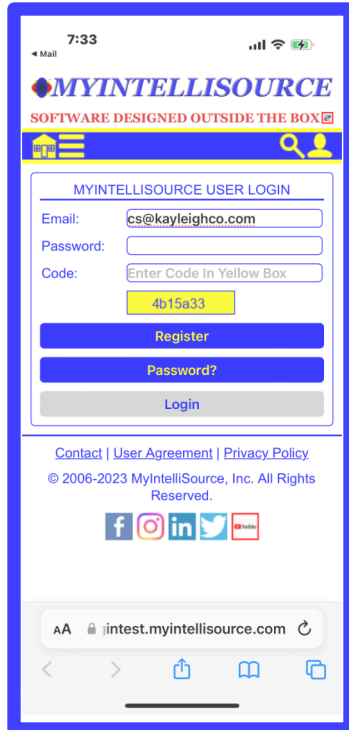 7:33
◄ Mail
MYINTELLISOURCE
SOFTWARE DESIGNED OUTSIDE THE BOX
MYINTELLISOURCE USER LOGIN
Email: cs@kayleighco.com
Password:
Code: Enter Code In Yellow Box
4b15a33
Register
Password?
Login
Contact | User Agreement | Privacy Policy
© 2006-2023 MyIntelliSource, Inc. All Rights
Reserved.
f in YouTube
AA intest.myintellisource.com